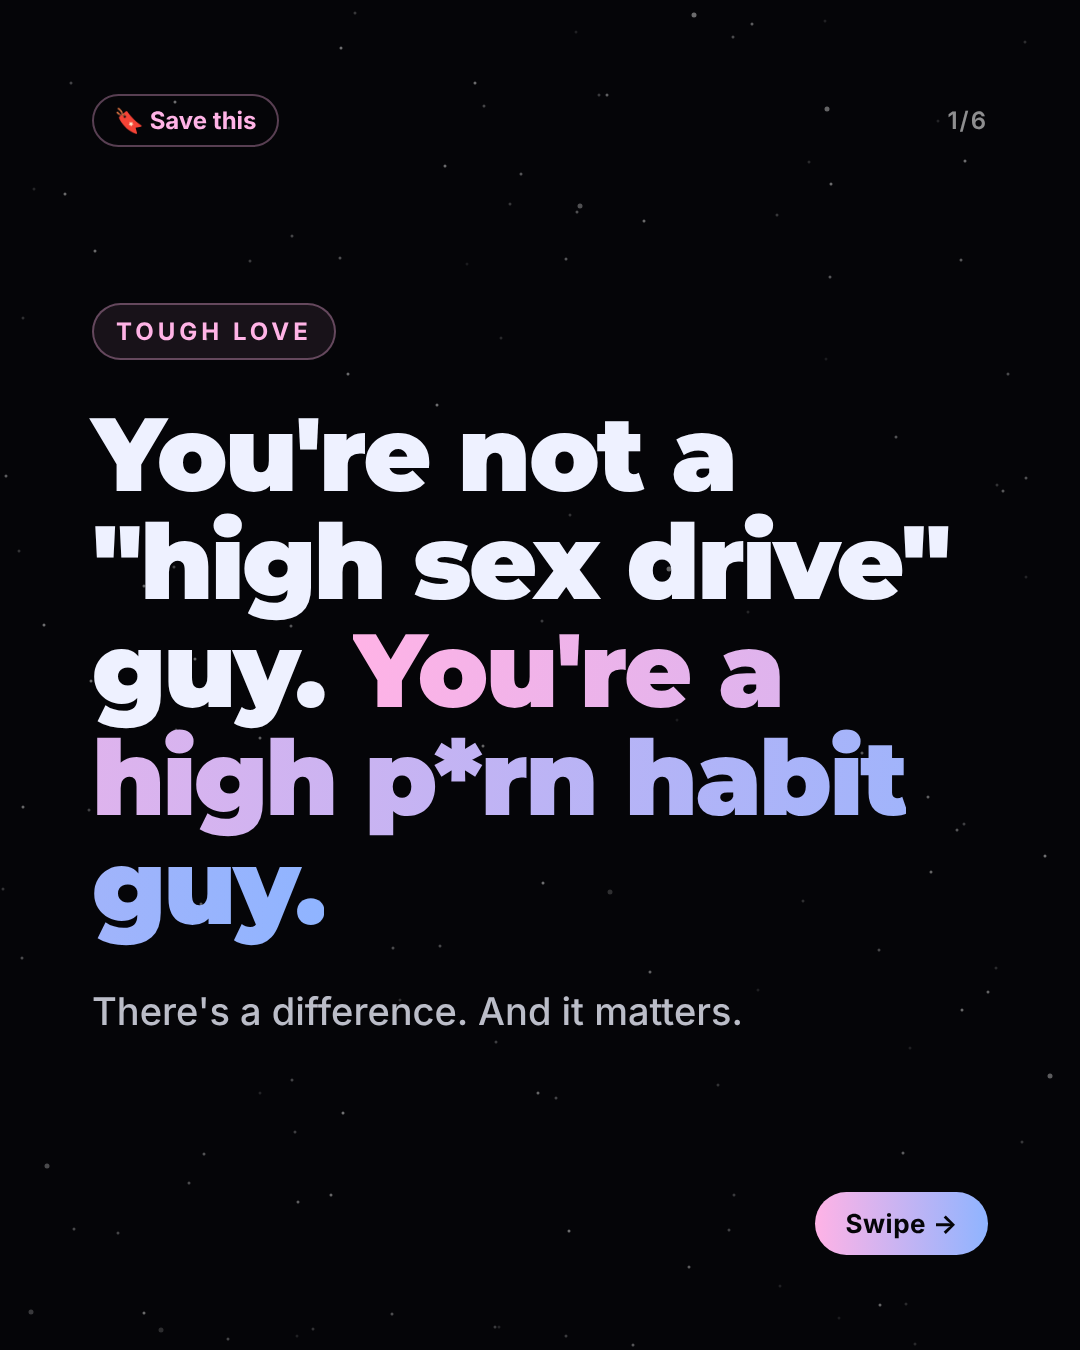 🔖 Save this
1/6
TOUGH LOVE
You're not a
"high sex drive"
guy. You're a
high p*rn habit
guy.
There's a difference. And it matters.
Swipe →